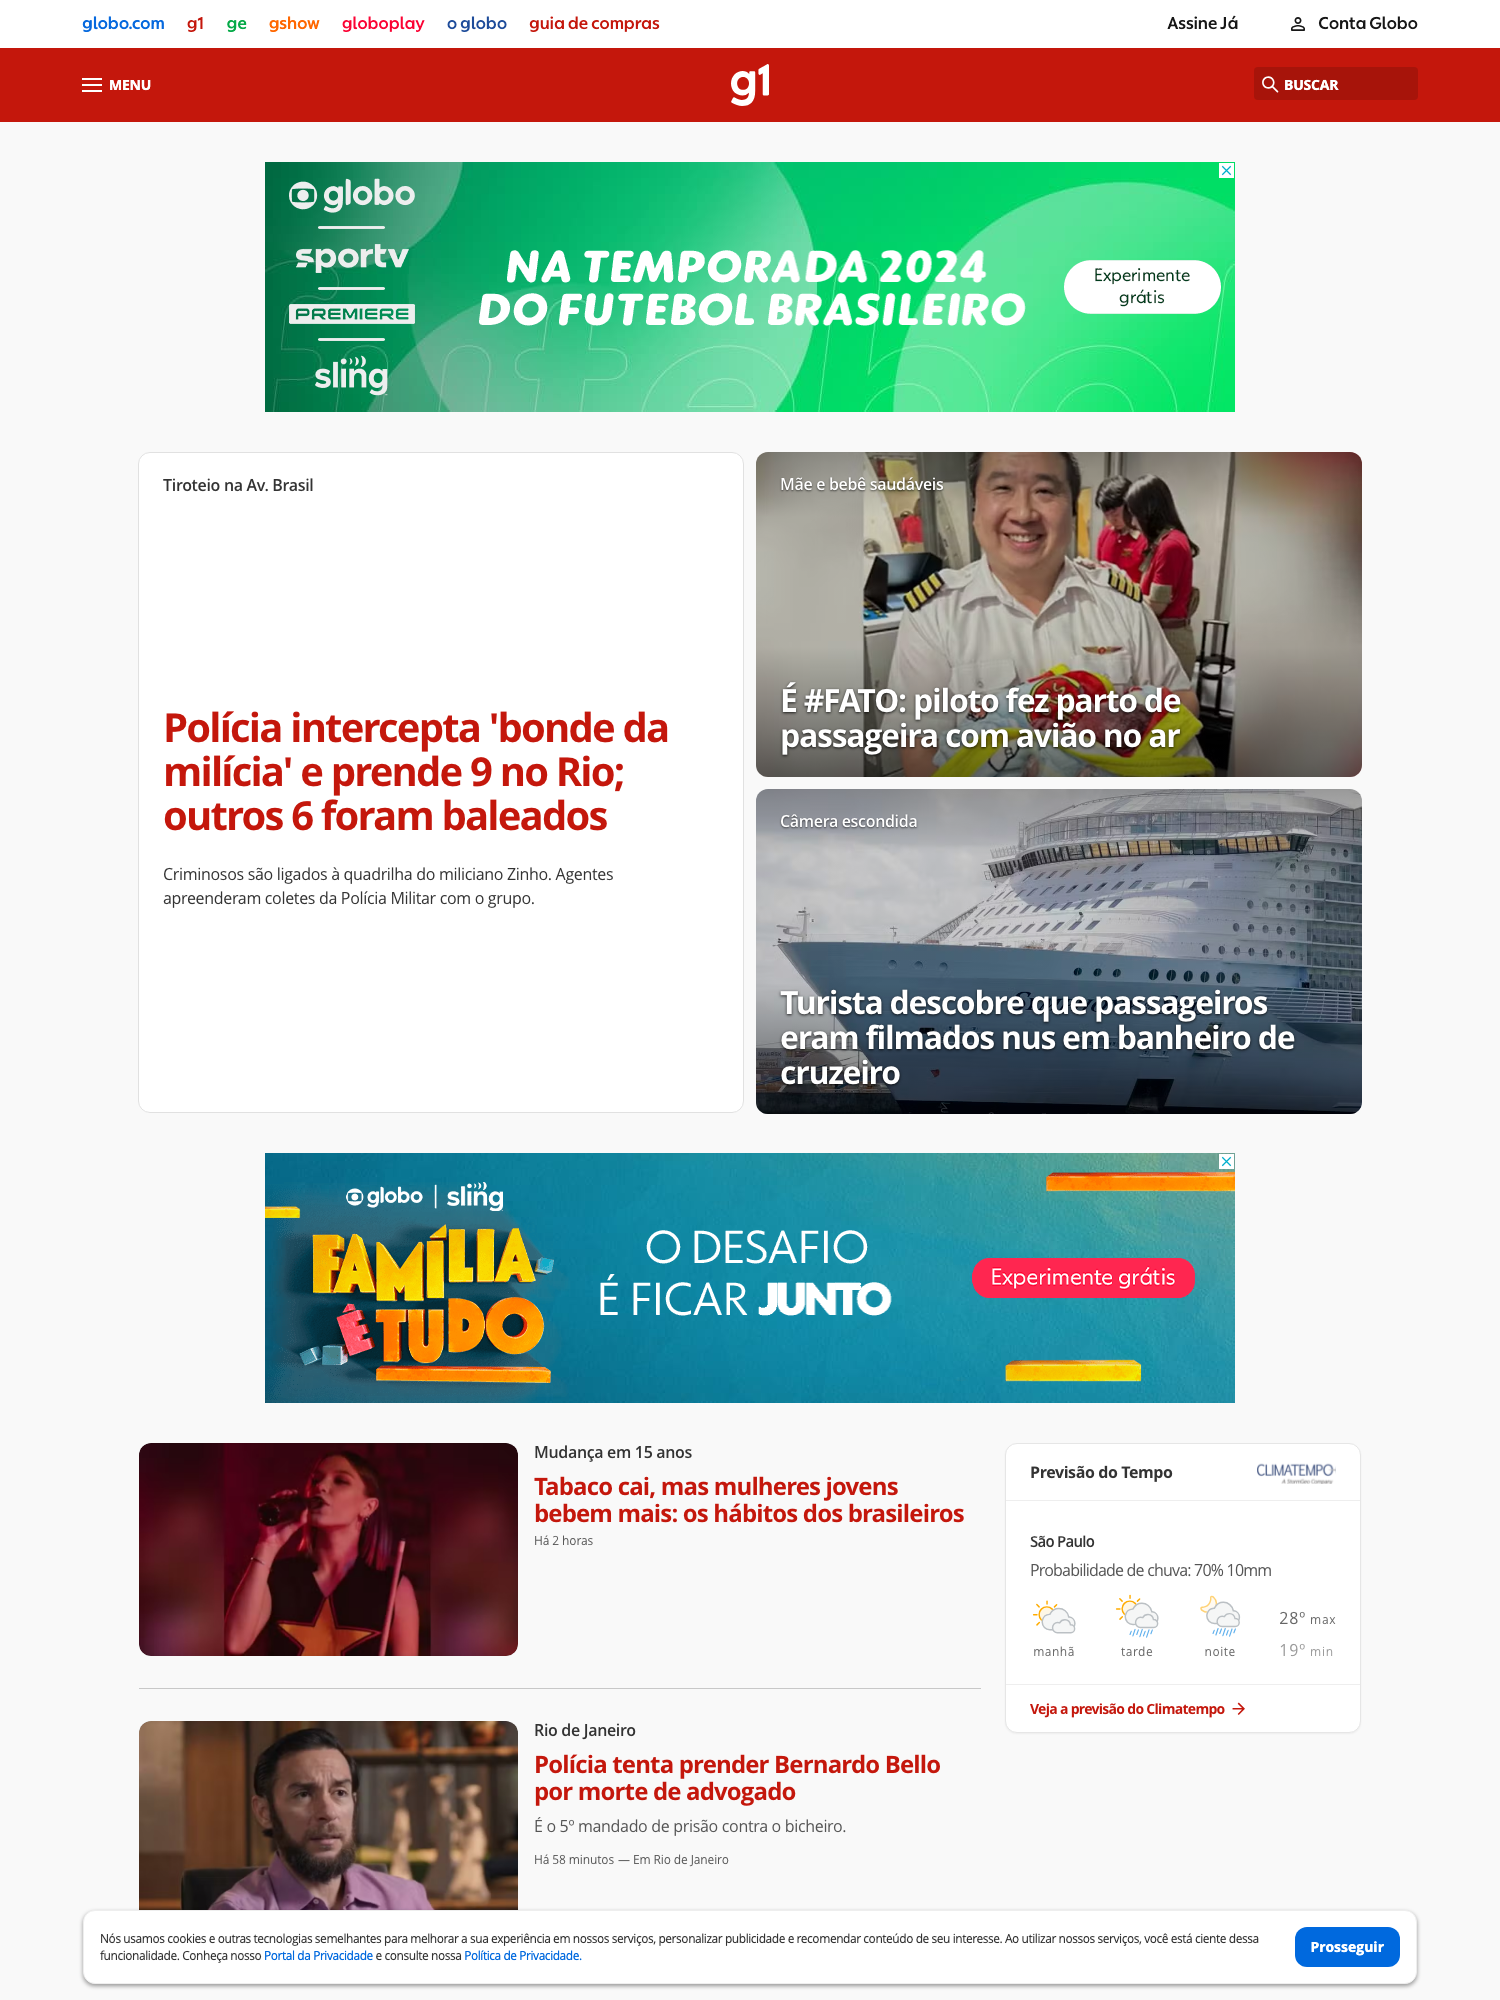 globo.com g1 ge gshow globoplay o globo guia de compras Assine Já Conta Globo
MENU g1 BUSCAR
globo
sportv
PREMIERE
sling
NA TEMPORADA 2024
DO FUTEBOL BRASILEIRO
Experimente
grátis
Tiroteio na Av. Brasil
Polícia intercepta 'bonde da
milícia' e prende 9 no Rio;
outros 6 foram baleados
Criminosos são ligados à quadrilha do miliciano Zinho. Agentes
apreenderam coletes da Polícia Militar com o grupo.
Mãe e bebê saudáveis
É #FATO: piloto fez parto de
passageira com avião no ar
Câmera escondida
Turista descobre que passageiros
eram filmados nus em banheiro de
cruzeiro
globo | sling
FAMÍLIA
É TUDO
O DESAFIO
É FICAR JUNTO
Experimente grátis
Mudança em 15 anos
Tabaco cai, mas mulheres jovens
bebem mais: os hábitos dos brasileiros
Há 2 horas
Rio de Janeiro
Polícia tenta prender Bernardo Bello
por morte de advogado
É o 5º mandado de prisão contra o bicheiro.
Há 58 minutos — Em Rio de Janeiro
Previsão do Tempo CLIMATEMPO
A StormGeo Company
São Paulo
Probabilidade de chuva: 70% 10mm
28º max
19º min
manhã tarde noite
Veja a previsão do Climatempo
Nós usamos cookies e outras tecnologias semelhantes para melhorar a sua experiência em nossos serviços, personalizar publicidade e recomendar conteúdo de seu interesse. Ao utilizar nossos serviços, você está ciente dessa
funcionalidade. Conheça nosso Portal da Privacidade e consulte nossa Política de Privacidade.
Prosseguir